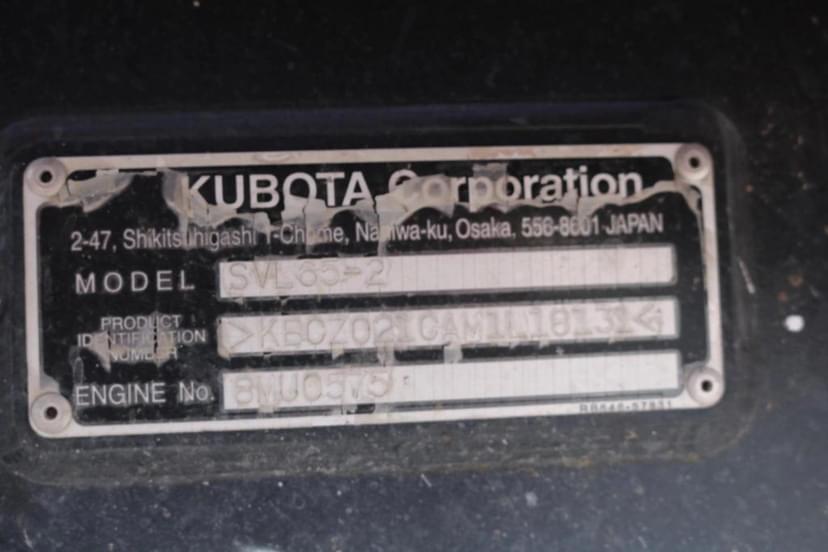 KUBOTA Corporation
2-47, Shikitsuhigashi 1-Chome, Naniwa-ku, Osaka, 556-8601 JAPAN
MODEL SVL65-2
PRODUCT
IDENTIFICATION
NUMBER
>KBCZ021CAM1L18131<
ENGINE No. 8MU0575